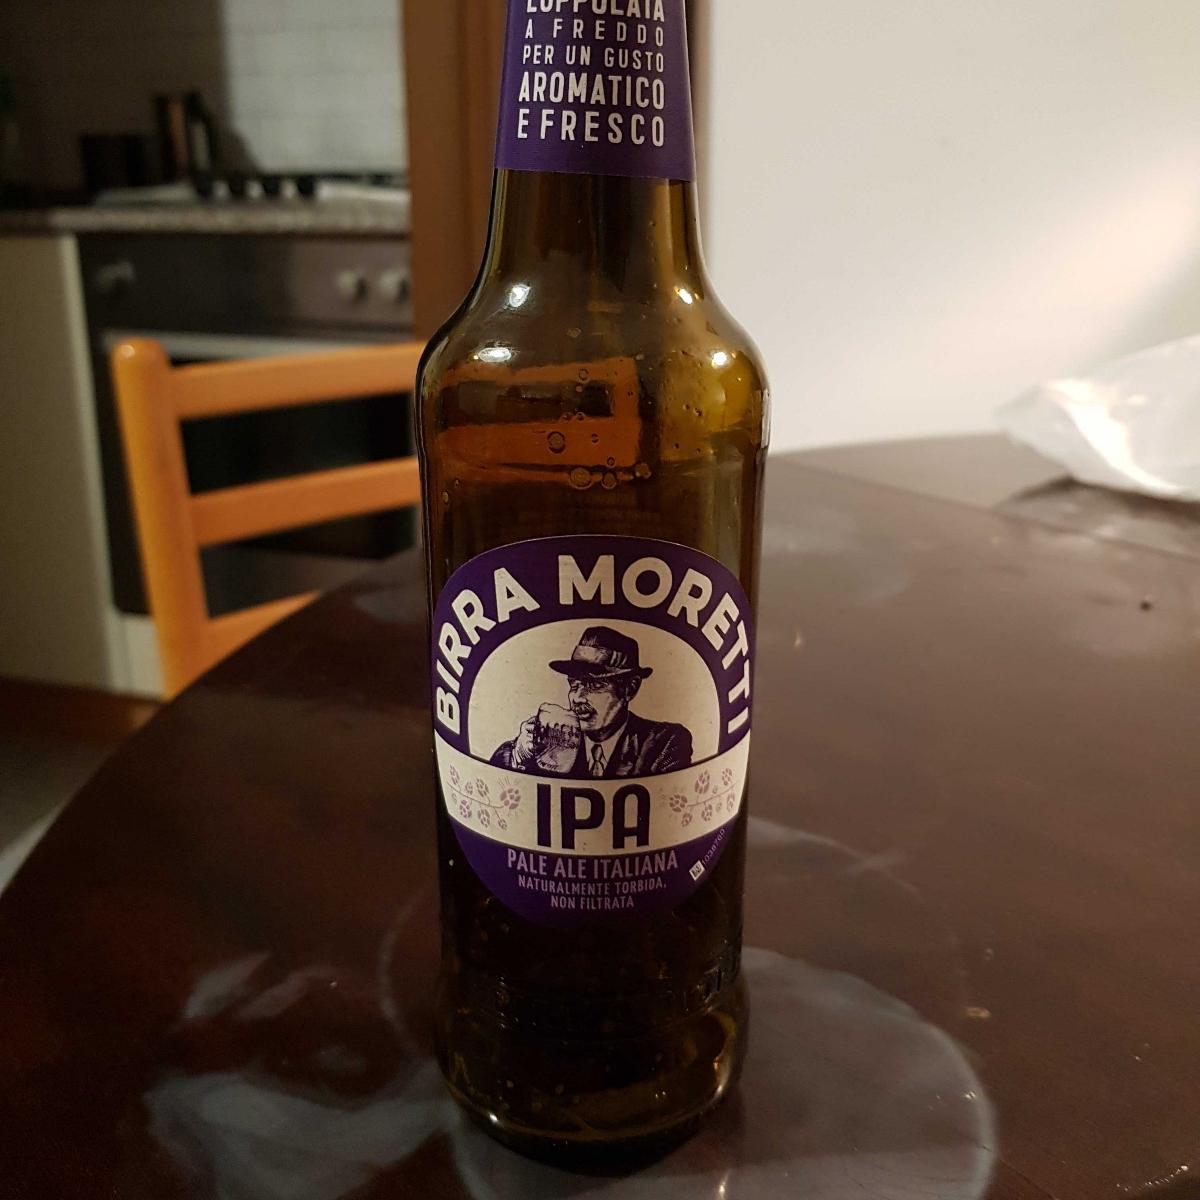 LUPPOLATA
A FREDDO
PER UN GUSTO
AROMATICO
E FRESCO
BIRRA MORETTI
IPA
PALE ALE ITALIANA
NATURALMENTE TORBIDA,
NON FILTRATA